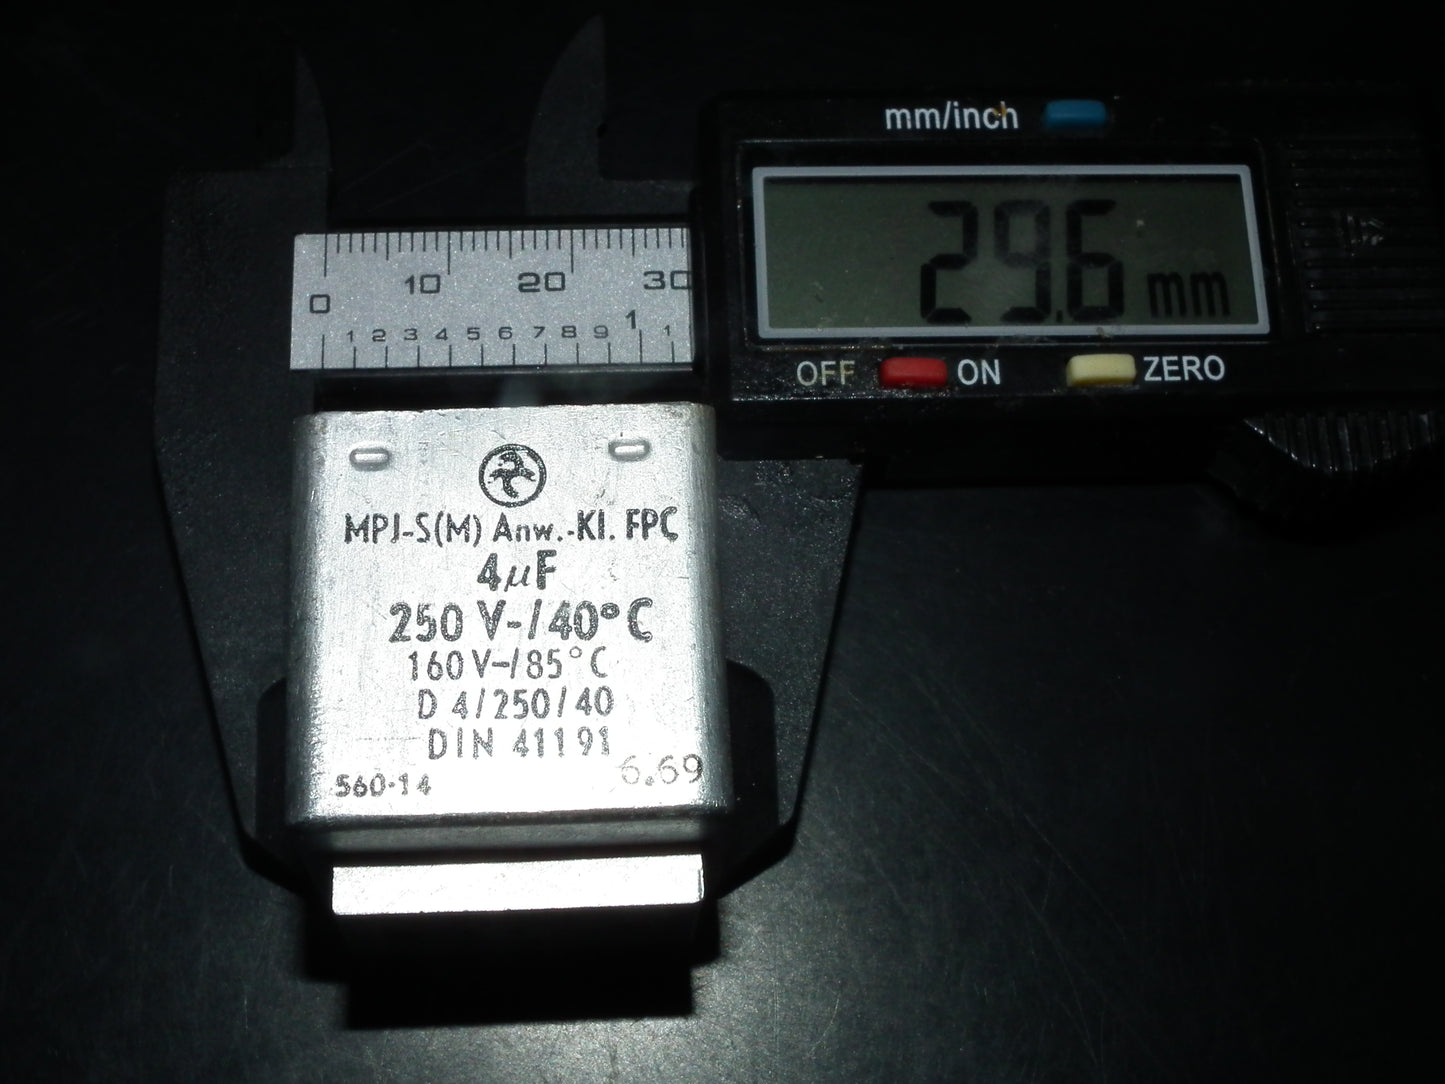 mm/inch
29.6 mm
OFF ON ZERO
0 10 20 30
1 2 3 4 5 6 7 8 9 1 1
MPJ-S(M) Anw.-Kl. FPC
4µF
250 V-/40°C
160V-/85°C
D 4/250/40
DIN 41191
6.69
560·14